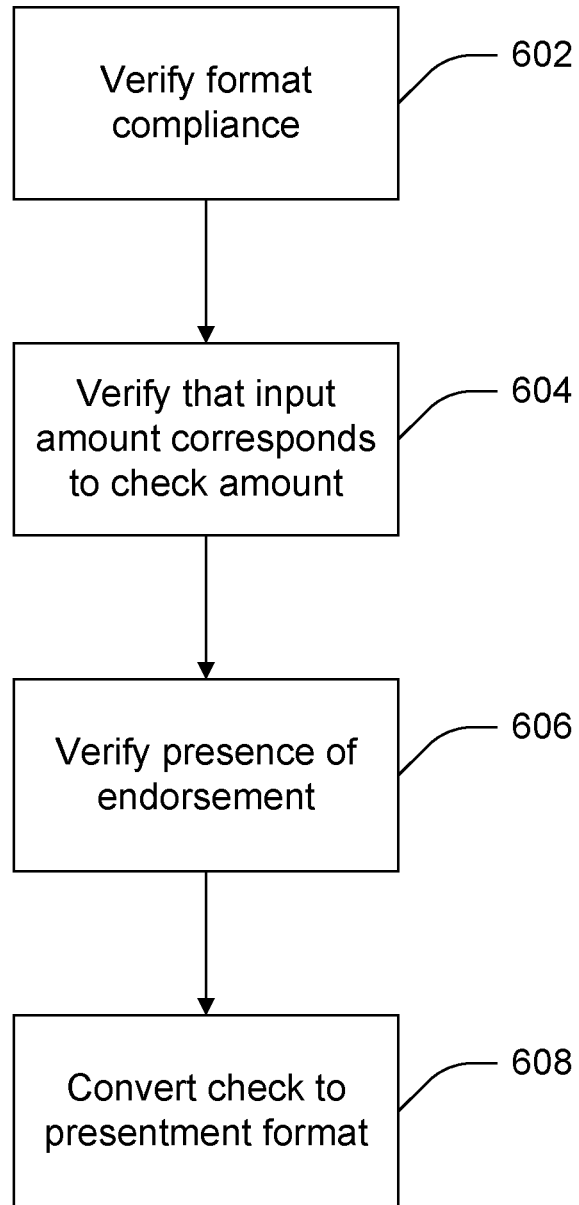 Verify format
compliance
602
Verify that input
amount corresponds
to check amount
604
Verify presence of
endorsement
606
Convert check to
presentment format
608